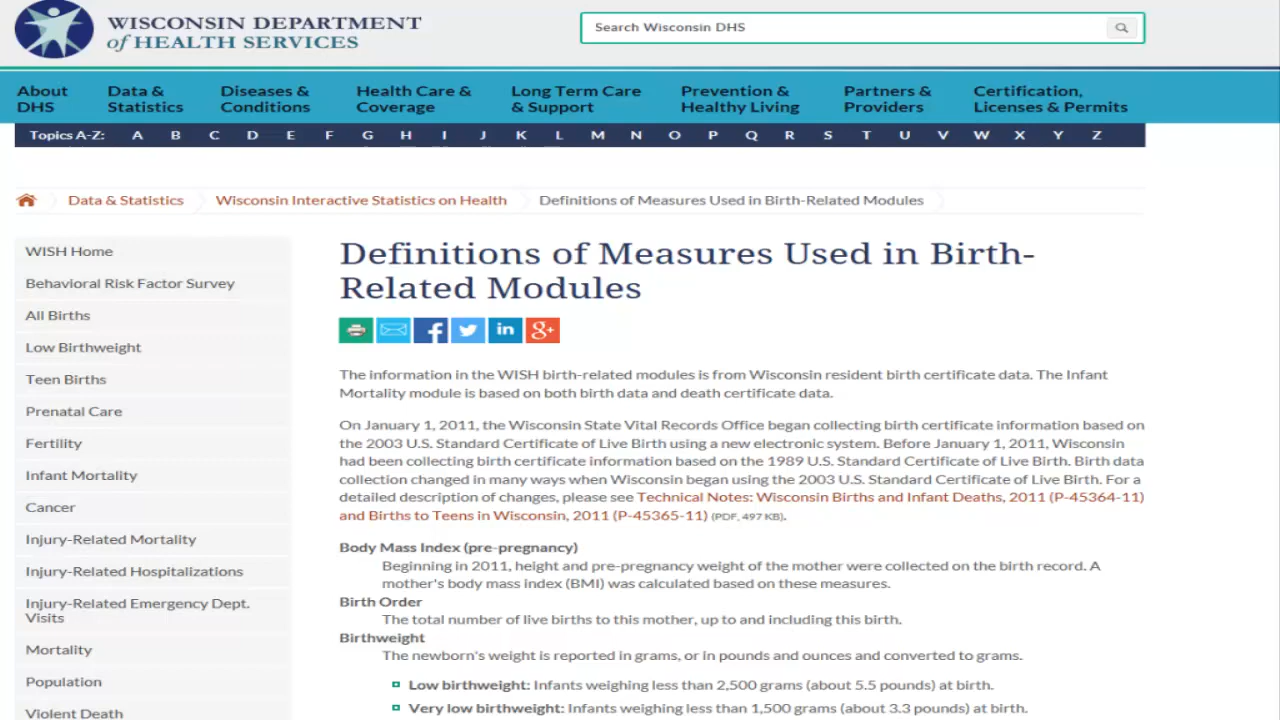 WISCONSIN DEPARTMENT
of HEALTH SERVICES
Search Wisconsin DHS
About DHS
Data & Statistics
Diseases & Conditions
Health Care & Coverage
Long Term Care & Support
Prevention & Healthy Living
Partners & Providers
Certification, Licenses & Permits
Topics A-Z: A B C D E F G H I J K L M N O P Q R S T U V W X Y Z
Data & Statistics
Wisconsin Interactive Statistics on Health
Definitions of Measures Used in Birth-Related Modules
WISH Home
Behavioral Risk Factor Survey
All Births
Low Birthweight
Teen Births
Prenatal Care
Fertility
Infant Mortality
Cancer
Injury-Related Mortality
Injury-Related Hospitalizations
Injury-Related Emergency Dept.
Visits
Mortality
Population
Violent Death
Definitions of Measures Used in Birth-
Related Modules
f in g+
The information in the WISH birth-related modules is from Wisconsin resident birth certificate data. The Infant
Mortality module is based on both birth data and death certificate data.
On January 1, 2011, the Wisconsin State Vital Records Office began collecting birth certificate information based on
the 2003 U.S. Standard Certificate of Live Birth using a new electronic system. Before January 1, 2011, Wisconsin
had been collecting birth certificate information based on the 1989 U.S. Standard Certificate of Live Birth. Birth data
collection changed in many ways when Wisconsin began using the 2003 U.S. Standard Certificate of Live Birth. For a
detailed description of changes, please see Technical Notes: Wisconsin Births and Infant Deaths, 2011 (P-45364-11)
and Births to Teens in Wisconsin, 2011 (P-45365-11) (PDF, 497 KB).
Body Mass Index (pre-pregnancy)
Beginning in 2011, height and pre-pregnancy weight of the mother were collected on the birth record. A
mother's body mass index (BMI) was calculated based on these measures.
Birth Order
The total number of live births to this mother, up to and including this birth.
Birthweight
The newborn's weight is reported in grams, or in pounds and ounces and converted to grams.
Low birthweight: Infants weighing less than 2,500 grams (about 5.5 pounds) at birth.
Very low birthweight: Infants weighing less than 1,500 grams (about 3.3 pounds) at birth.